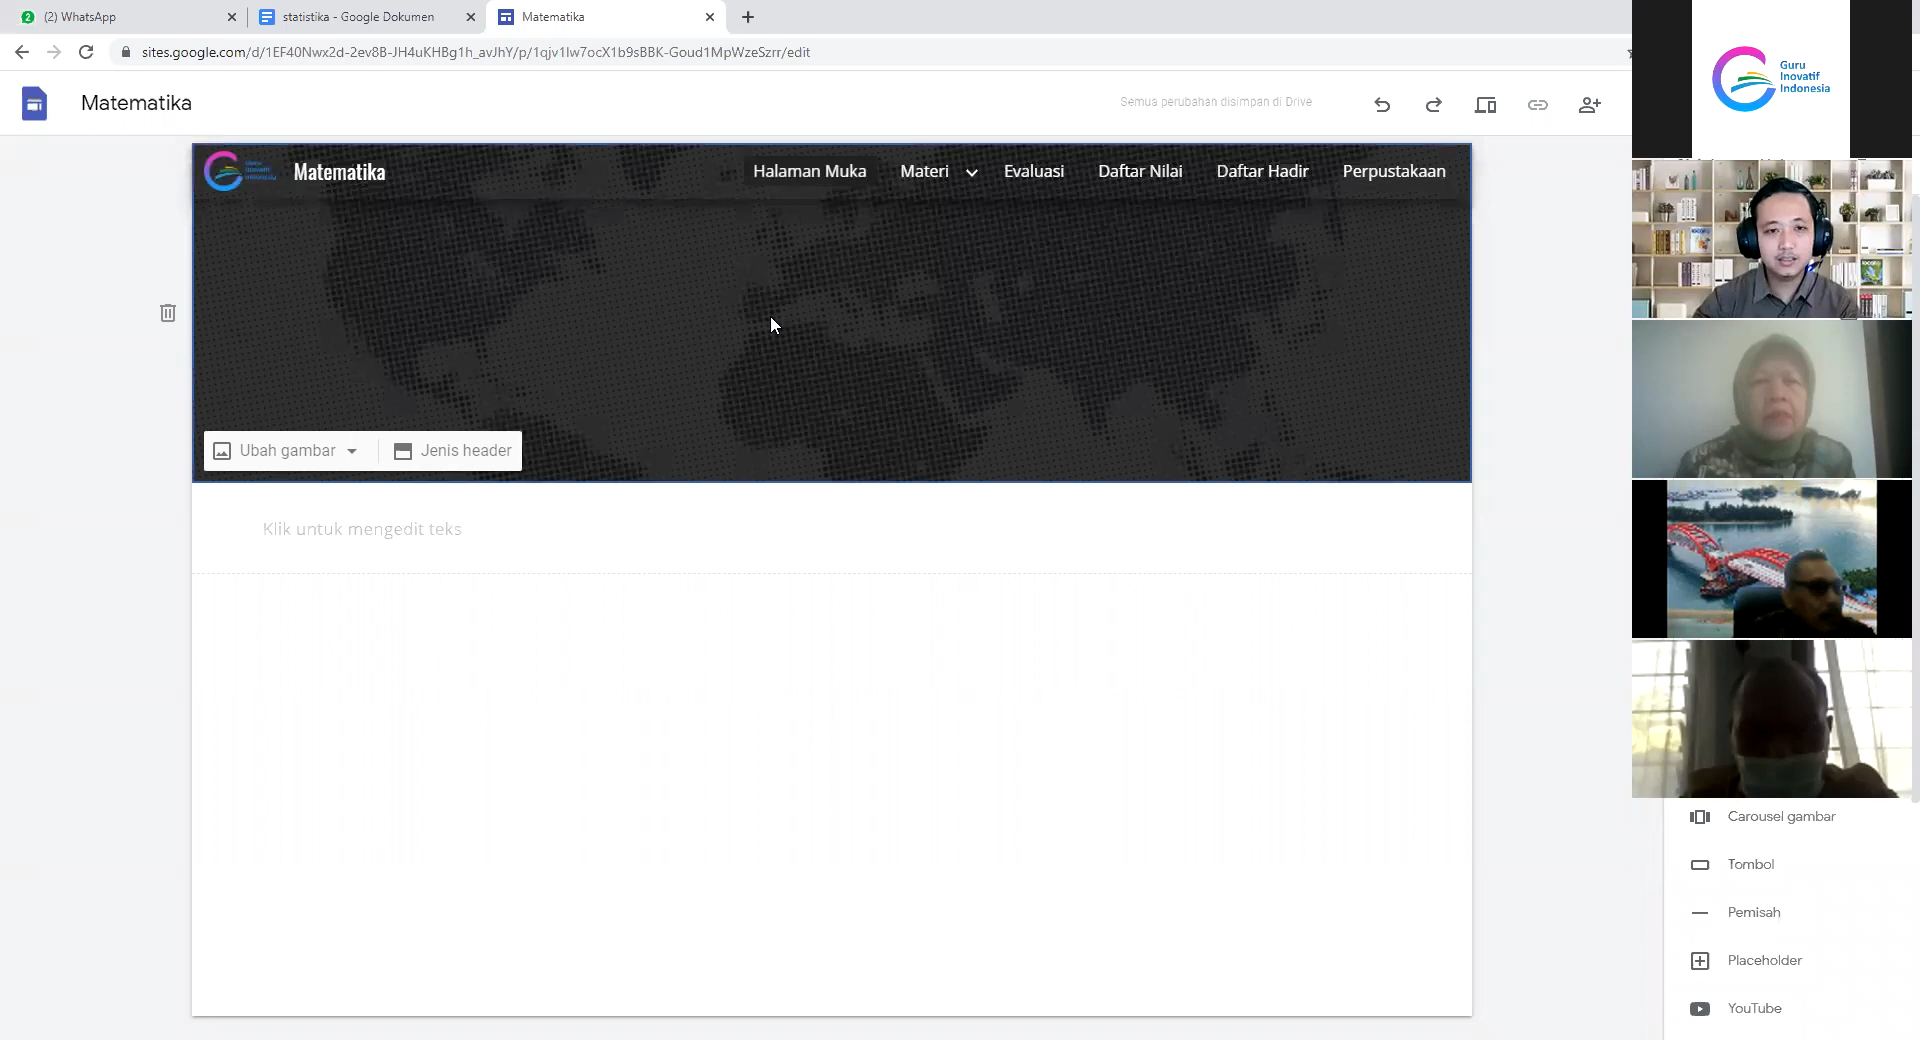 (2) WhatsApp
statistika - Google Dokumen
Matematika
sites.google.com/d/1EF40Nwx2d-2ev8B-JH4uKHBg1h_avJhY/p/1qjv1lw7ocX1b9sBBK-Goud1MpWzeSzrr/edit
Matematika
Semua perubahan disimpan di Drive
Guru
Inovatif
Indonesia
Matematika
Halaman Muka
Materi
Evaluasi
Daftar Nilai
Daftar Hadir
Perpustakaan
Ubah gambar
Jenis header
Klik untuk mengedit teks
Carousel gambar
Tombol
Pemisah
Placeholder
YouTube